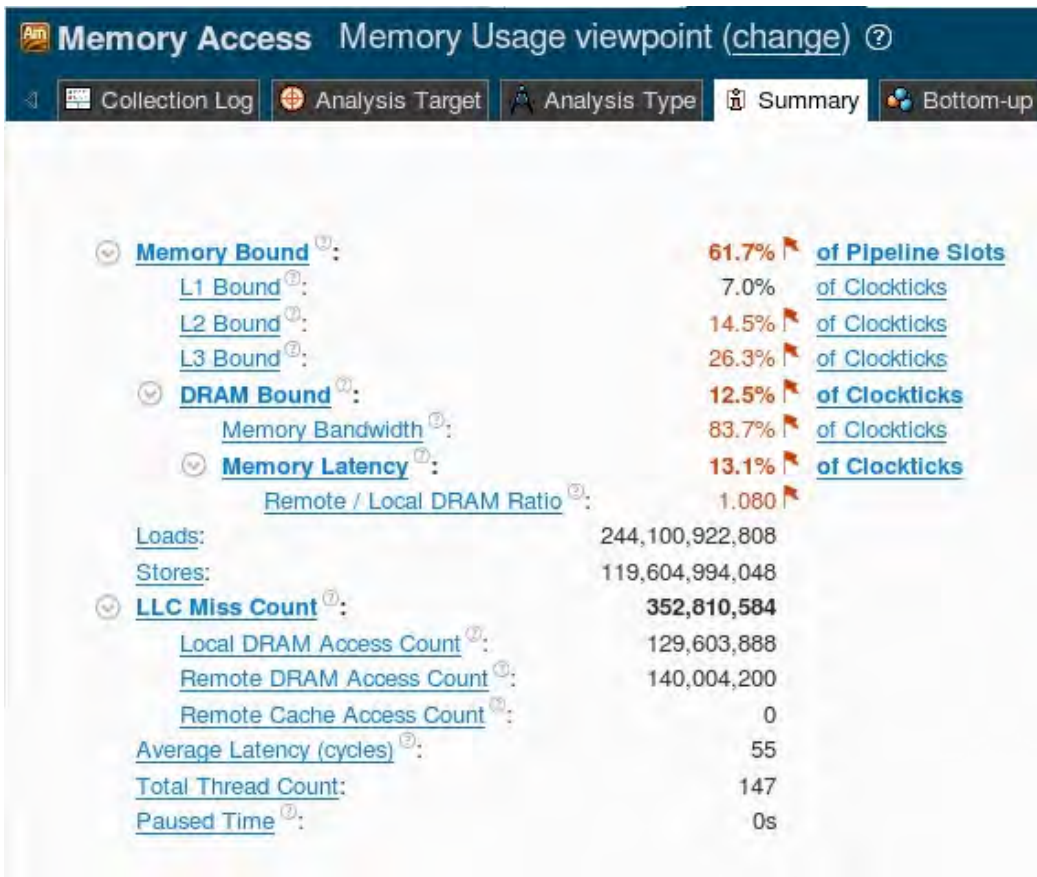 Am Memory Access Memory Usage viewpoint (change) ?
Collection Log Analysis Target Analysis Type Summary Bottom-up
Memory Bound ?: 61.7% of Pipeline Slots
L1 Bound ?: 7.0% of Clockticks
L2 Bound ?: 14.5% of Clockticks
L3 Bound ?: 26.3% of Clockticks
DRAM Bound ?: 12.5% of Clockticks
Memory Bandwidth ?: 83.7% of Clockticks
Memory Latency ?: 13.1% of Clockticks
Remote / Local DRAM Ratio ?: 1.080
Loads: 244,100,922,808
Stores: 119,604,994,048
LLC Miss Count ?: 352,810,584
Local DRAM Access Count ?: 129,603,888
Remote DRAM Access Count ?: 140,004,200
Remote Cache Access Count ?: 0
Average Latency (cycles) ?: 55
Total Thread Count: 147
Paused Time ?: 0s